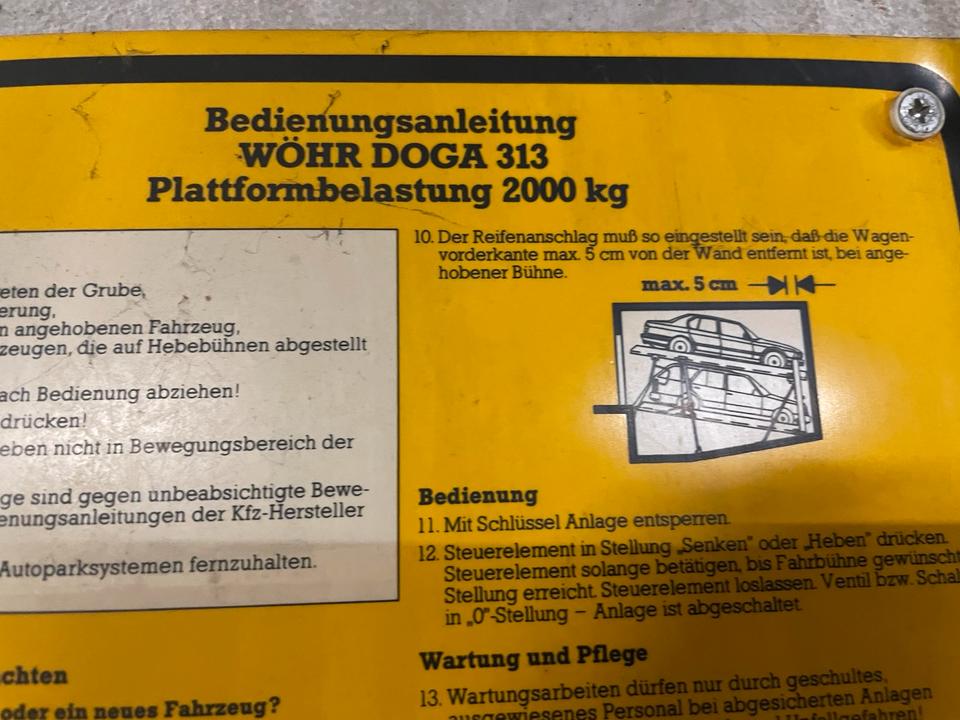 Bedienungsanleitung
WÖHR DOGA 313
Plattformbelastung 2000 kg
eten der Grube,
erung,
n angehobenen Fahrzeug,
zeugen, die auf Hebebühnen abgestellt
ach Bedienung abziehen!
drücken!
eben nicht in Bewegungsbereich der
ge sind gegen unbeabsichtigte Bewe-
enungsanleitungen der Kfz-Hersteller
Autoparksystemen fernzuhalten.
chten
oder ein neues Fahrzeug?
10. Der Reifenanschlag muß so eingestellt sein, daß die Wagen-
vorderkante max. 5 cm von der Wand entfernt ist, bei ange-
hobener Bühne.
max. 5 cm
Bedienung
11. Mit Schlüssel Anlage entsperren.
12. Steuerelement in Stellung „Senken" oder „Heben" drücken.
Steuerelement solange betätigen, bis Fahrbühne gewünscht
Stellung erreicht. Steuerelement loslassen. Ventil bzw. Schal
in „0"-Stellung – Anlage ist abgeschaltet.
Wartung und Pflege
13. Wartungsarbeiten dürfen nur durch geschultes,
ausgewiesenes Personal bei abgesicherten Anlagen
Unfallgefahren!